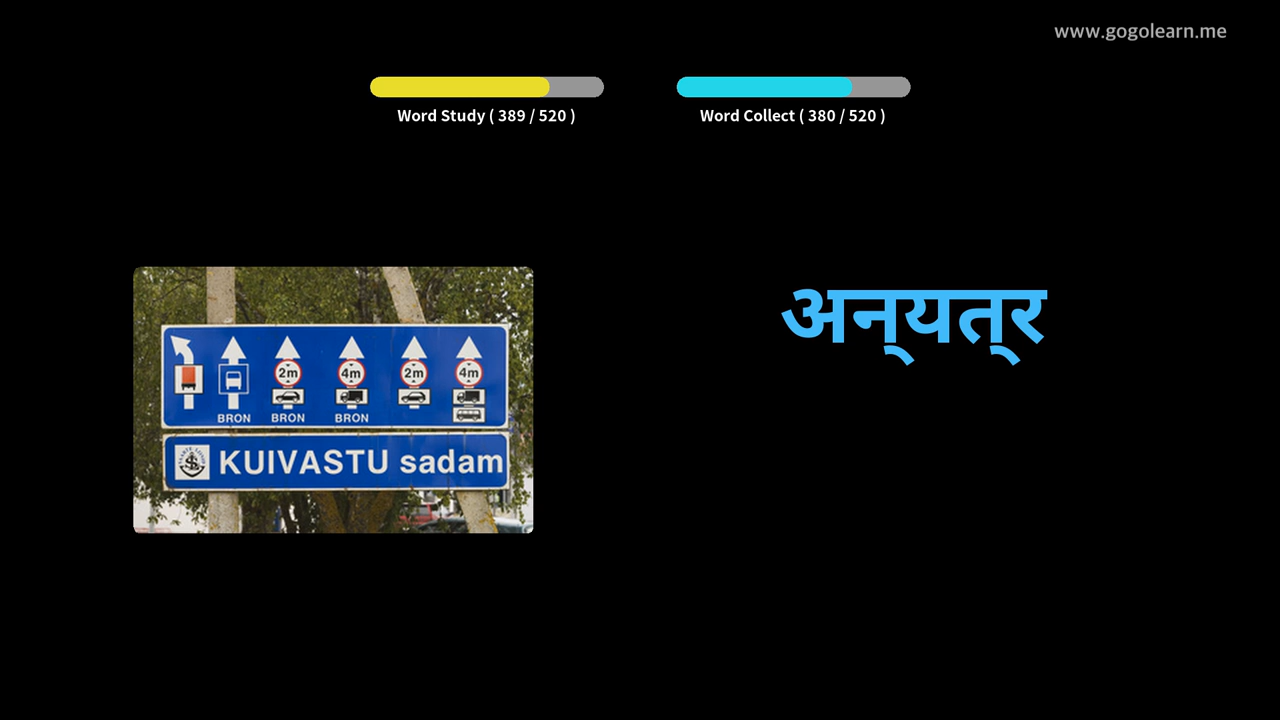 www.gogolearn.me
Word Study ( 389 / 520 )
Word Collect ( 380 / 520 )
अन्‌यत्‌र
2m 4m 2m 4m
BRON BRON BRON
KUIVASTU sadam